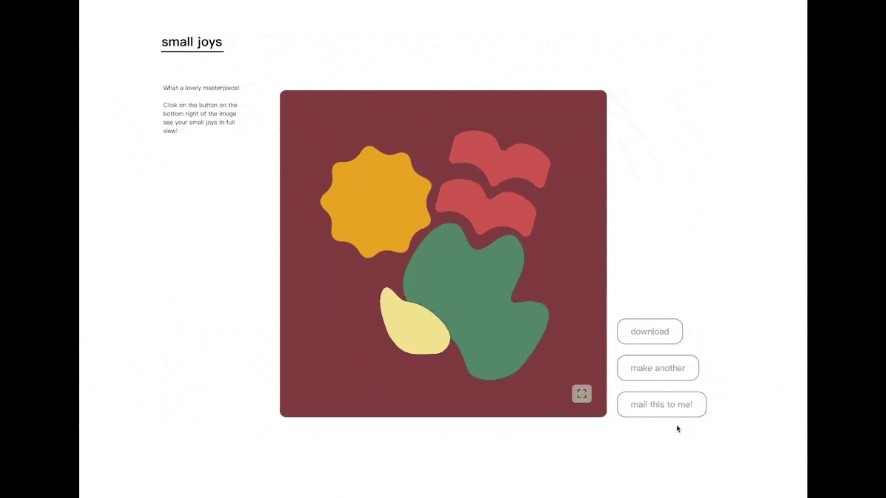 small joys
What a lovely masterpiece!
Click on the button on the
bottom right of the image
see your small joys in full
view!
download
make another
mail this to me!